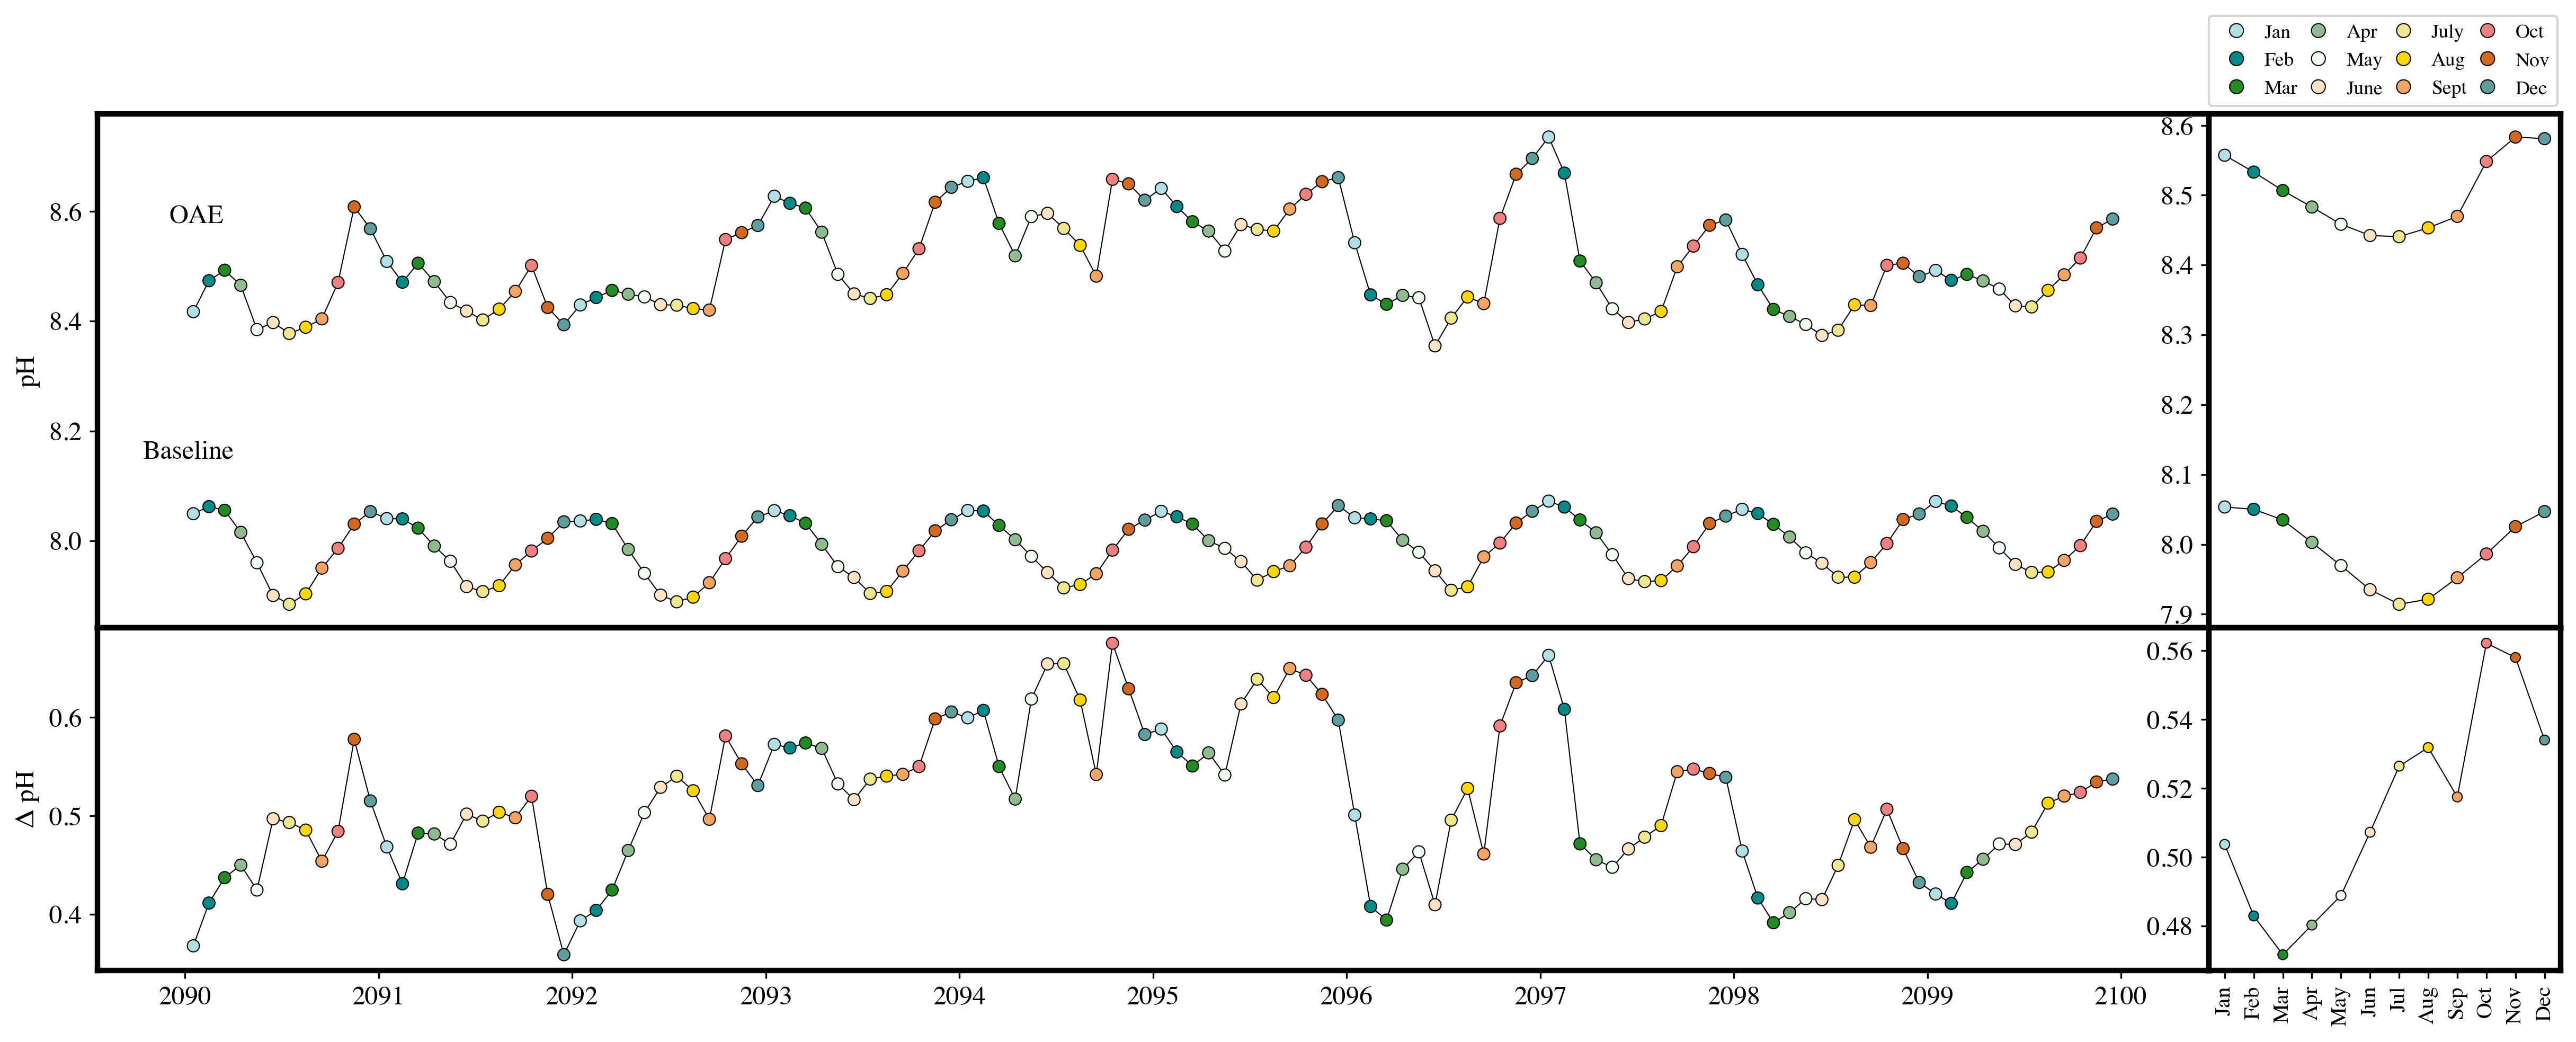 Jan Apr July Oct
Feb May Aug Nov
Mar June Sept Dec
OAE
Baseline
pH
8.6
8.4
8.2
8.0
8.6
8.5
8.4
8.3
8.2
8.1
8.0
7.9
Δ pH
0.6
0.5
0.4
0.56
0.54
0.52
0.50
0.48
2090 2091 2092 2093 2094 2095 2096 2097 2098 2099 2100
Jan Feb Mar Apr May Jun Jul Aug Sep Oct Nov Dec